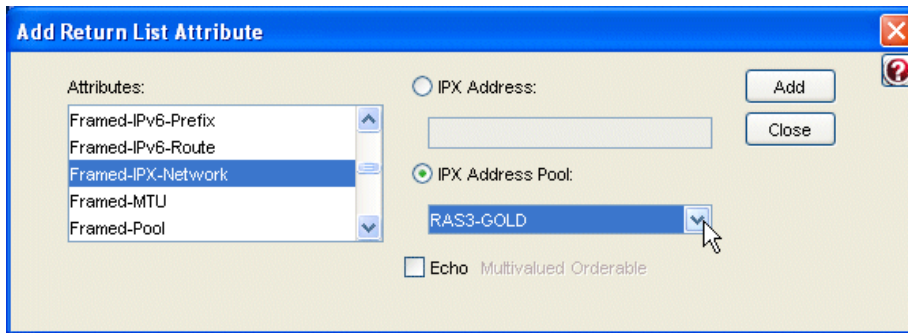 Add Return List Attribute
Attributes:
Framed-IPv6-Prefix
Framed-IPv6-Route
Framed-IPX-Network
Framed-MTU
Framed-Pool
IPX Address:
IPX Address Pool:
RAS3-GOLD
Echo Multivalued Orderable
Add
Close
?